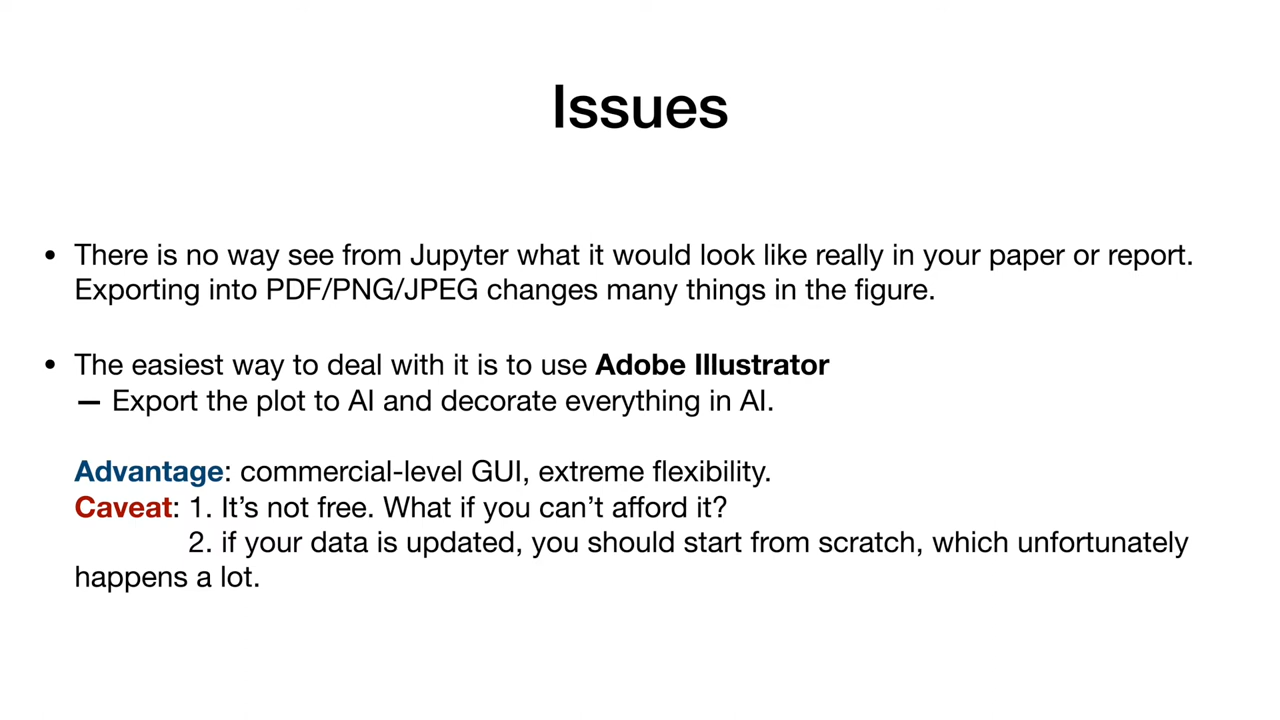 Issues
• There is no way see from Jupyter what it would look like really in your paper or report.
Exporting into PDF/PNG/JPEG changes many things in the figure.
• The easiest way to deal with it is to use Adobe Illustrator
— Export the plot to AI and decorate everything in AI.
Advantage: commercial-level GUI, extreme flexibility.
Caveat: 1. It’s not free. What if you can’t afford it?
2. if your data is updated, you should start from scratch, which unfortunately
happens a lot.